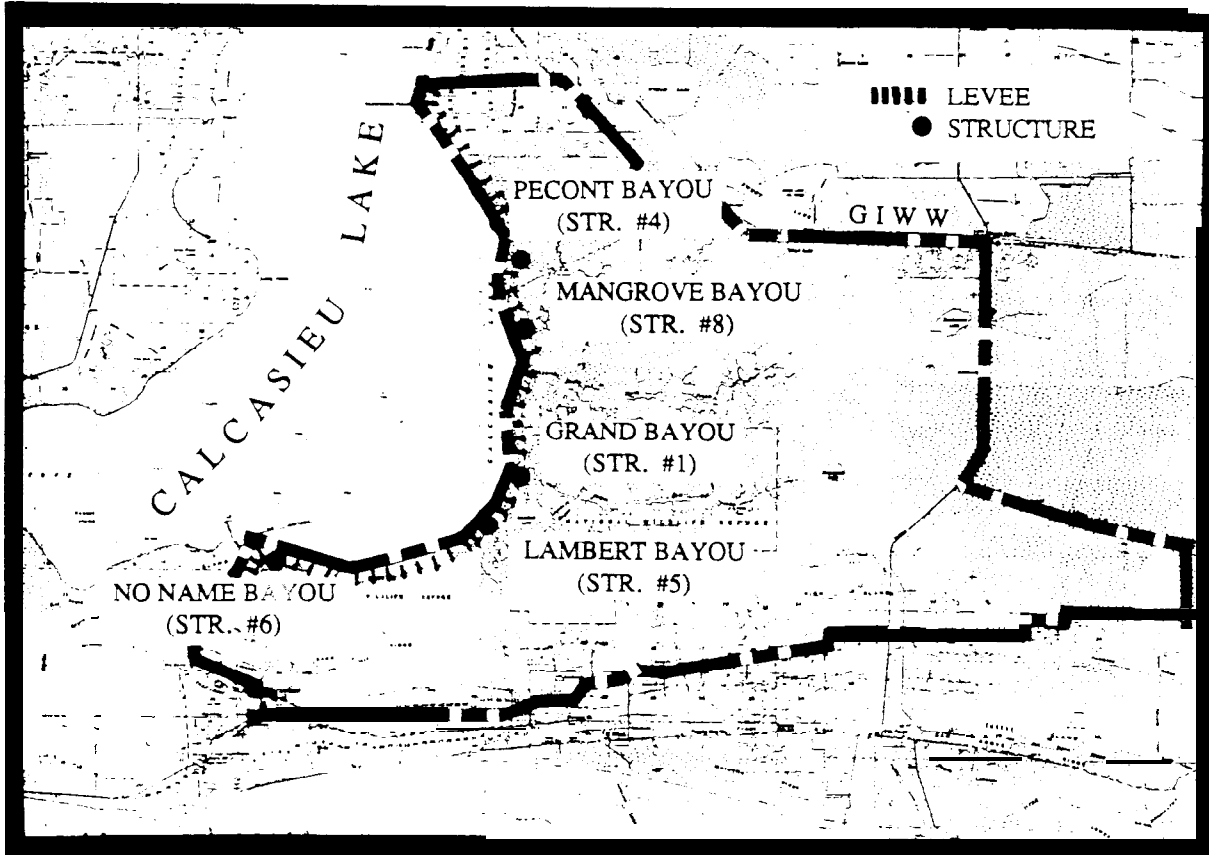 LEVEE
STRUCTURE
CALCASIEU LAKE
PECONT BAYOU
(STR. #4)
GIWW
MANGROVE BAYOU
(STR. #8)
GRAND BAYOU
(STR. #1)
LAMBERT BAYOU
(STR. #5)
NO NAME BAYOU
(STR. #6)